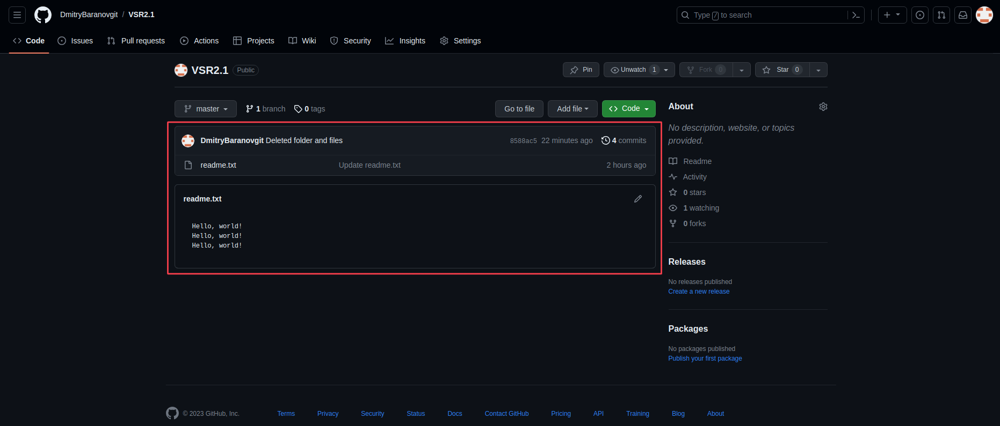 DmitryBaranovgit / VSR2.1
Type / to search
Code Issues Pull requests Actions Projects Wiki Security Insights Settings
VSR2.1 Public
Pin Unwatch 1 Fork 0 Star 0
master 1 branch 0 tags Go to file Add file Code
DmitryBaranovgit Deleted folder and files 8588ac5 22 minutes ago 4 commits
readme.txt Update readme.txt 2 hours ago
readme.txt
Hello, world!
Hello, world!
Hello, world!
About
No description, website, or topics
provided.
Readme
Activity
0 stars
1 watching
0 forks
Releases
No releases published
Create a new release
Packages
No packages published
Publish your first package
© 2023 GitHub, Inc. Terms Privacy Security Status Docs Contact GitHub Pricing API Training Blog About